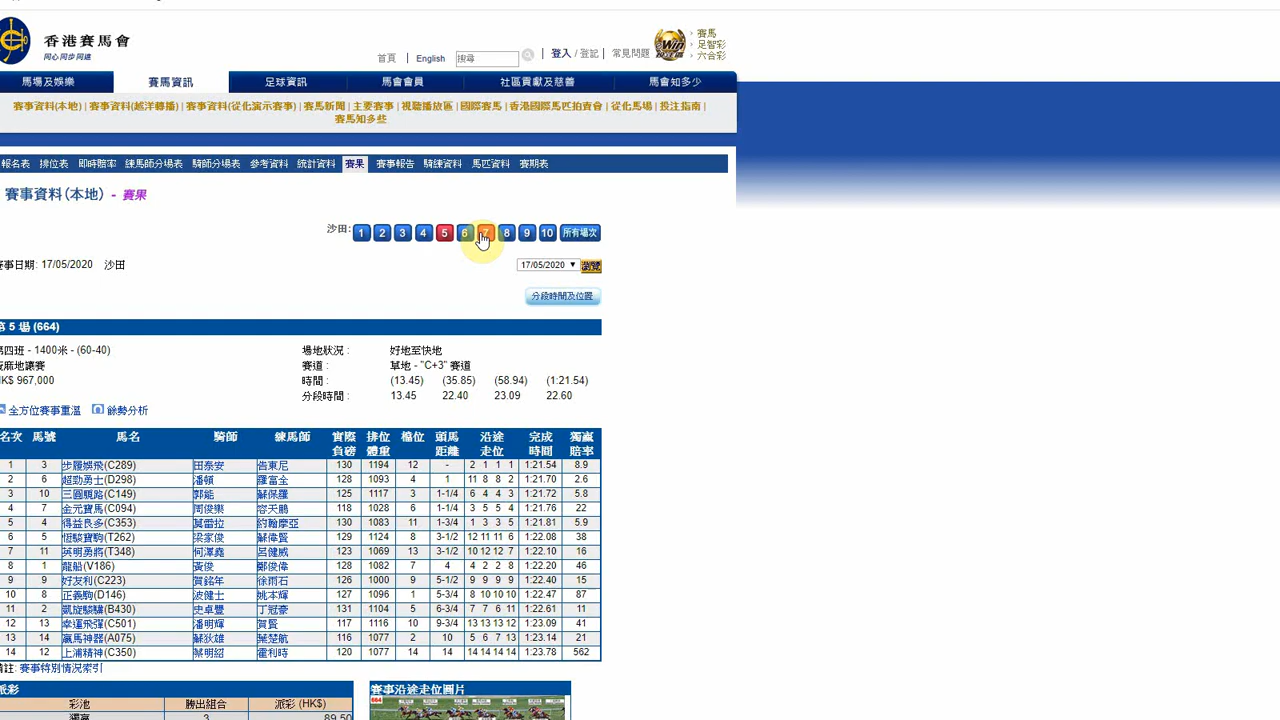 香港賽馬會
同心同步同進
首頁 | English 搜尋 | 登入 / 登記 | 常見問題
Win
› 賽馬
› 足智彩
› 六合彩
馬場及娛樂 賽馬資訊 足球資訊 馬會會員 社區貢獻及慈善 馬會知多少
賽事資料(本地) | 賽事資料(越洋轉播) | 賽事資料(從化演示賽事) | 賽馬新聞 | 主要賽事 | 視聽播放區 | 國際賽馬 | 香港國際馬匹拍賣會 | 從化馬場 | 投注指南 |
賽馬知多些
報名表 排位表 即時賠率 練馬師分場表 騎師分場表 參考資料 統計資料 賽果 賽事報告 騎練資料 馬匹資料 賽期表
賽事資料(本地) - 賽果
沙田: 1 2 3 4 5 6 7 8 9 10 所有場次
賽事日期: 17/05/2020 沙田
17/05/2020 ▼ 瀏覽
分段時間及位置
第 5 場 (664)
第四班 - 1400米 - (60-40) 場地狀況 : 好地至快地
麻地讓賽 賽道 : 草地 - "C+3" 賽道
HK$ 967,000 時間 : (13.45) (35.85) (58.94) (1:21.54)
分段時間 : 13.45 22.40 23.09 22.60
全方位賽事重溫 餘勢分析
名次 馬號 馬名 騎師 練馬師 實際負磅 排位體重 檔位 頭馬距離 沿途走位 完成時間 獨贏賠率
1 3 步履娛飛(C289) 田泰安 告東尼 130 1194 12 - 2 1 1 1 1:21.54 8.9
2 6 超勁勇士(D298) 潘頓 羅富全 128 1093 4 1 11 8 8 2 1:21.70 2.6
3 10 三圓順路(C149) 郭能 蘇保羅 125 1117 3 1-1/4 6 4 4 3 1:21.72 5.8
4 7 金元寶馬(C094) 周俊樂 容天鵬 118 1028 6 1-1/4 3 5 5 4 1:21.76 22
5 4 得益良多(C353) 莫雷拉 約翰摩亞 130 1083 11 1-3/4 1 3 3 5 1:21.81 5.9
6 5 恆駿寶駒(T262) 梁家俊 蘇偉賢 129 1124 8 3-1/2 12 11 11 6 1:22.08 38
7 11 英明勇將(T348) 何澤堯 呂健威 123 1069 13 3-1/2 10 12 12 7 1:22.10 16
8 1 龍船(V186) 黃俊 鄭俊偉 128 1082 7 4 4 2 2 8 1:22.20 46
9 9 好友利(C223) 賀銘年 徐雨石 126 1000 9 5-1/2 9 9 9 9 1:22.40 15
10 8 正義駒(D146) 波健士 姚本輝 127 1096 1 5-3/4 8 10 10 10 1:22.47 87
11 2 凱旋駿驥(B430) 史卓豐 丁冠豪 131 1104 5 6-3/4 7 7 6 11 1:22.61 11
12 13 幸運飛彈(C501) 潘明輝 賀賢 117 1116 10 9-3/4 13 13 13 12 1:23.09 41
13 14 贏馬神器(A075) 蘇狄雄 葉楚航 116 1077 2 10 5 6 7 13 1:23.14 21
14 12 上浦精神(C350) 蔡明紹 霍利時 120 1077 14 14 14 14 14 14 1:23.78 562
備註: 賽事特別情況索引
派彩
彩池 勝出組合 派彩 (HK$)
獨贏 3 89.50
賽事沿途走位圖片
664